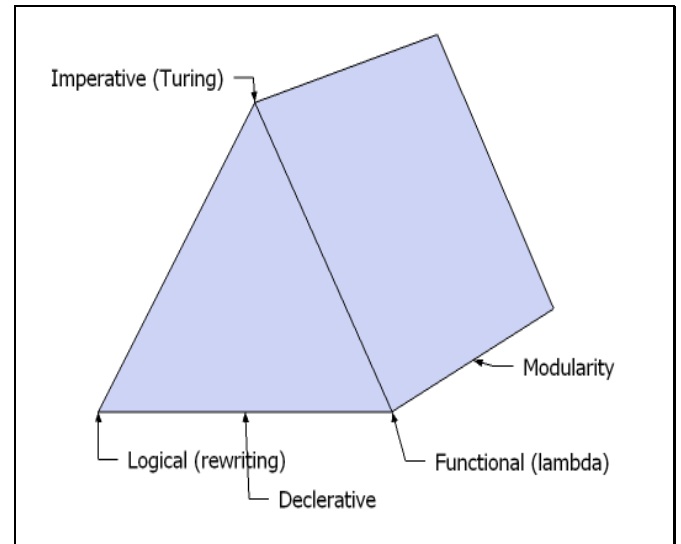 Imperative (Turing)
Modularity
Logical (rewriting)
Functional (lambda)
Declerative